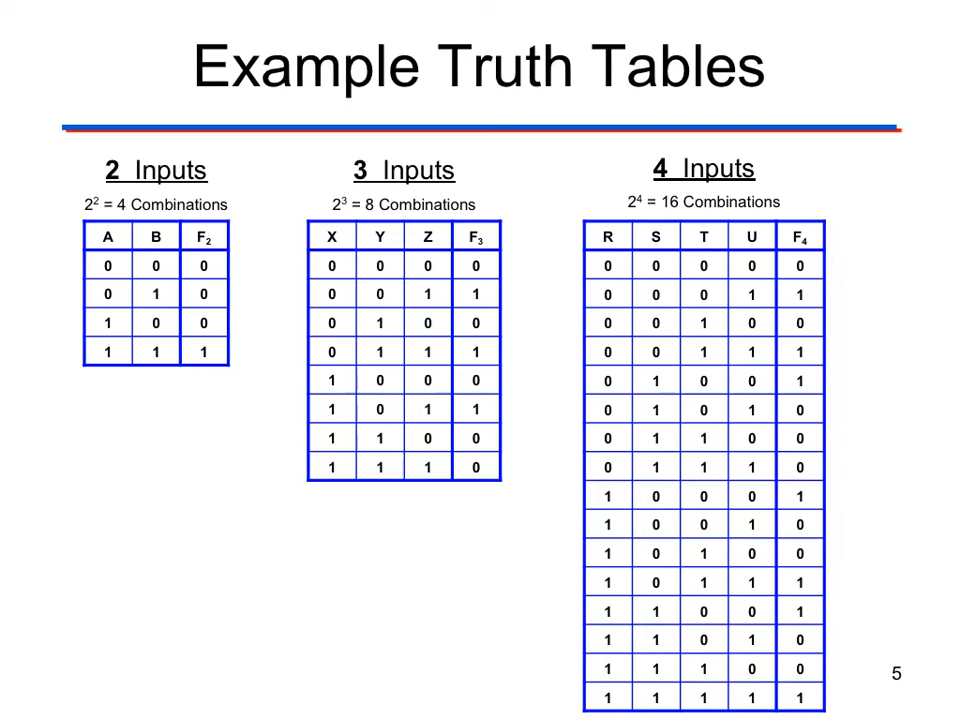 Example Truth Tables
2 Inputs
2² = 4 Combinations
A B F₂
0 0 0
0 1 0
1 0 0
1 1 1
3 Inputs
2³ = 8 Combinations
X Y Z F₃
0 0 0 0
0 0 1 1
0 1 0 0
0 1 1 1
1 0 0 0
1 0 1 1
1 1 0 0
1 1 1 0
4 Inputs
2⁴ = 16 Combinations
R S T U F₄
0 0 0 0 0
0 0 0 1 1
0 0 1 0 0
0 0 1 1 1
0 1 0 0 1
0 1 0 1 0
0 1 1 0 0
0 1 1 1 0
1 0 0 0 1
1 0 0 1 0
1 0 1 0 0
1 0 1 1 1
1 1 0 0 1
1 1 0 1 0
1 1 1 0 0
1 1 1 1 1
5